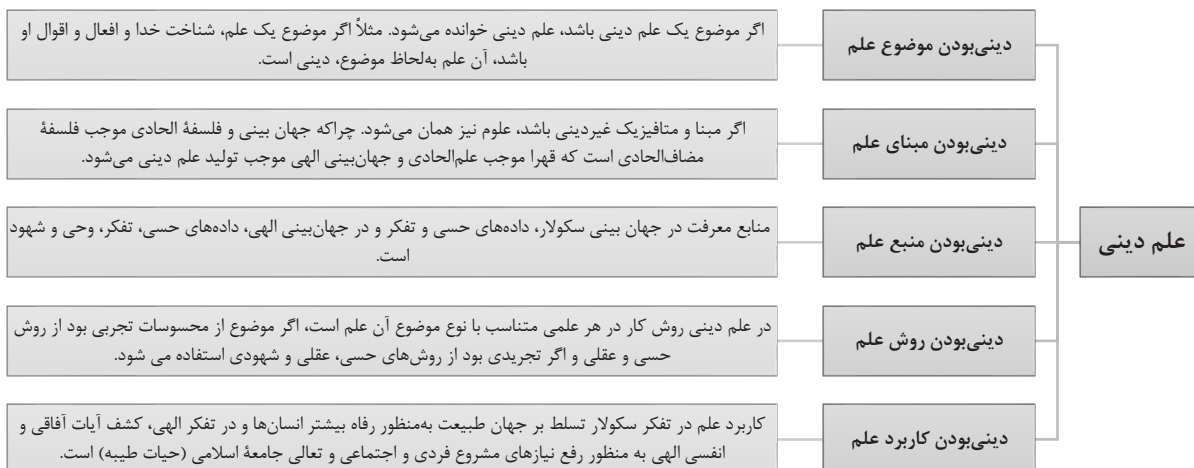 علم دینی
دینی‌بودن موضوع علم
اگر موضوع یک علم دینی باشد، علم دینی خوانده می‌شود. مثلاً اگر موضوع یک علم، شناخت خدا و افعال و اقوال او
باشد، آن علم به‌لحاظ موضوع، دینی است.
دینی‌بودن مبنای علم
اگر مبنا و متافیزیک غیردینی باشد، علوم نیز همان می‌شود. چراکه جهان بینی و فلسفهٔ الحادی موجب فلسفهٔ
مضاف‌الحادی است که قهرا موجب علم‌الحادی و جهان‌بینی الهی موجب تولید علم دینی می‌شود.
دینی‌بودن منبع علم
منابع معرفت در جهان بینی سکولار، داده‌های حسی و تفکر و در جهان‌بینی الهی، داده‌های حسی، تفکر، وحی و شهود
است.
دینی‌بودن روش علم
در علم دینی روش کار در هر علمی متناسب با نوع موضوع آن علم است، اگر موضوع از محسوسات تجربی بود از روش
حسی و عقلی و اگر تجریدی بود از روش‌های حسی، عقلی و شهودی استفاده می شود.
دینی‌بودن کاربرد علم
کاربرد علم در تفکر سکولار تسلط بر جهان طبیعت به‌منظور رفاه بیشتر انسان‌ها و در تفکر الهی، کشف آیات آفاقی و
انفسی الهی به منظور رفع نیازهای مشروع فردی و اجتماعی و تعالی جامعهٔ اسلامی (حیات طیبه) است.